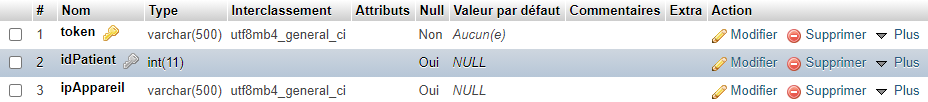 # Nom Type Interclassement Attributs Null Valeur par défaut Commentaires Extra Action
1 token varchar(500) utf8mb4_general_ci Non Aucun(e) Modifier Supprimer Plus
2 idPatient int(11) Oui NULL Modifier Supprimer Plus
3 ipAppareil varchar(500) utf8mb4_general_ci Oui NULL Modifier Supprimer Plus